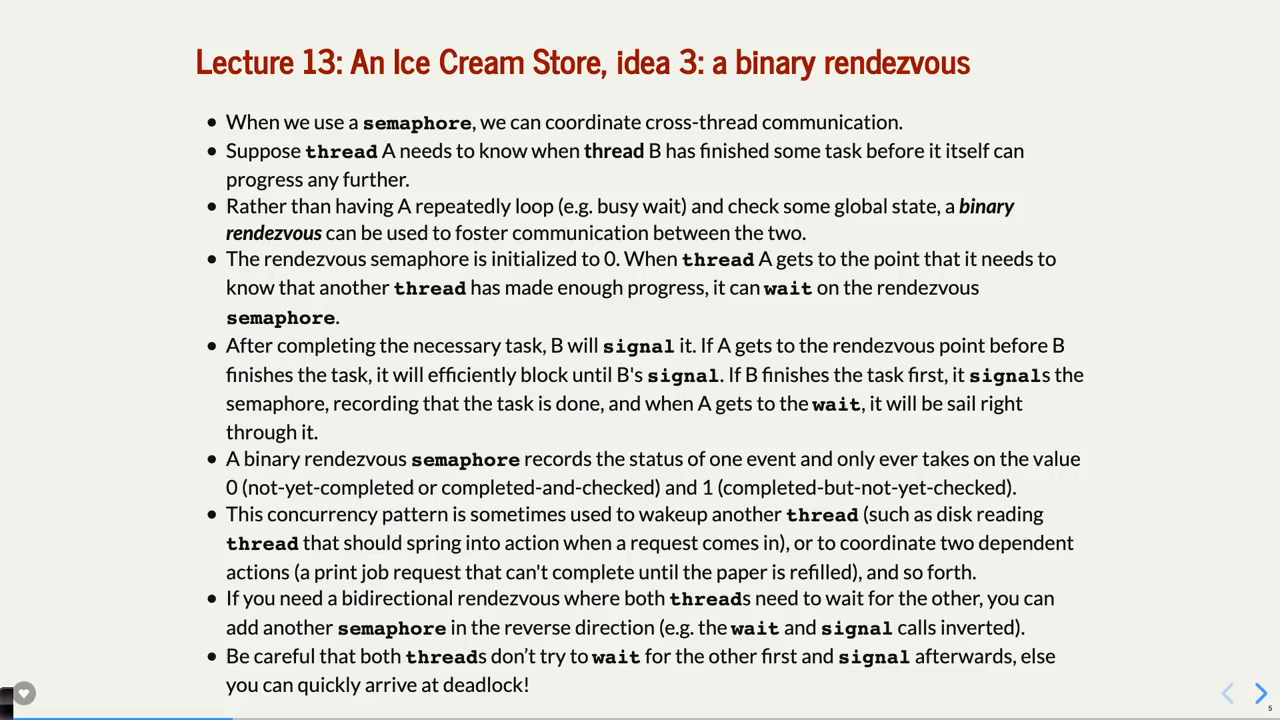 Lecture 13: An Ice Cream Store, idea 3: a binary rendezvous
• When we use a semaphore, we can coordinate cross-thread communication.
• Suppose thread A needs to know when thread B has finished some task before it itself can
progress any further.
• Rather than having A repeatedly loop (e.g. busy wait) and check some global state, a binary
rendezvous can be used to foster communication between the two.
• The rendezvous semaphore is initialized to 0. When thread A gets to the point that it needs to
know that another thread has made enough progress, it can wait on the rendezvous
semaphore.
• After completing the necessary task, B will signal it. If A gets to the rendezvous point before B
finishes the task, it will efficiently block until B's signal. If B finishes the task first, it signals the
semaphore, recording that the task is done, and when A gets to the wait, it will be sail right
through it.
• A binary rendezvous semaphore records the status of one event and only ever takes on the value
0 (not-yet-completed or completed-and-checked) and 1 (completed-but-not-yet-checked).
• This concurrency pattern is sometimes used to wakeup another thread (such as disk reading
thread that should spring into action when a request comes in), or to coordinate two dependent
actions (a print job request that can't complete until the paper is refilled), and so forth.
• If you need a bidirectional rendezvous where both threads need to wait for the other, you can
add another semaphore in the reverse direction (e.g. the wait and signal calls inverted).
• Be careful that both threads don’t try to wait for the other first and signal afterwards, else
you can quickly arrive at deadlock!
5